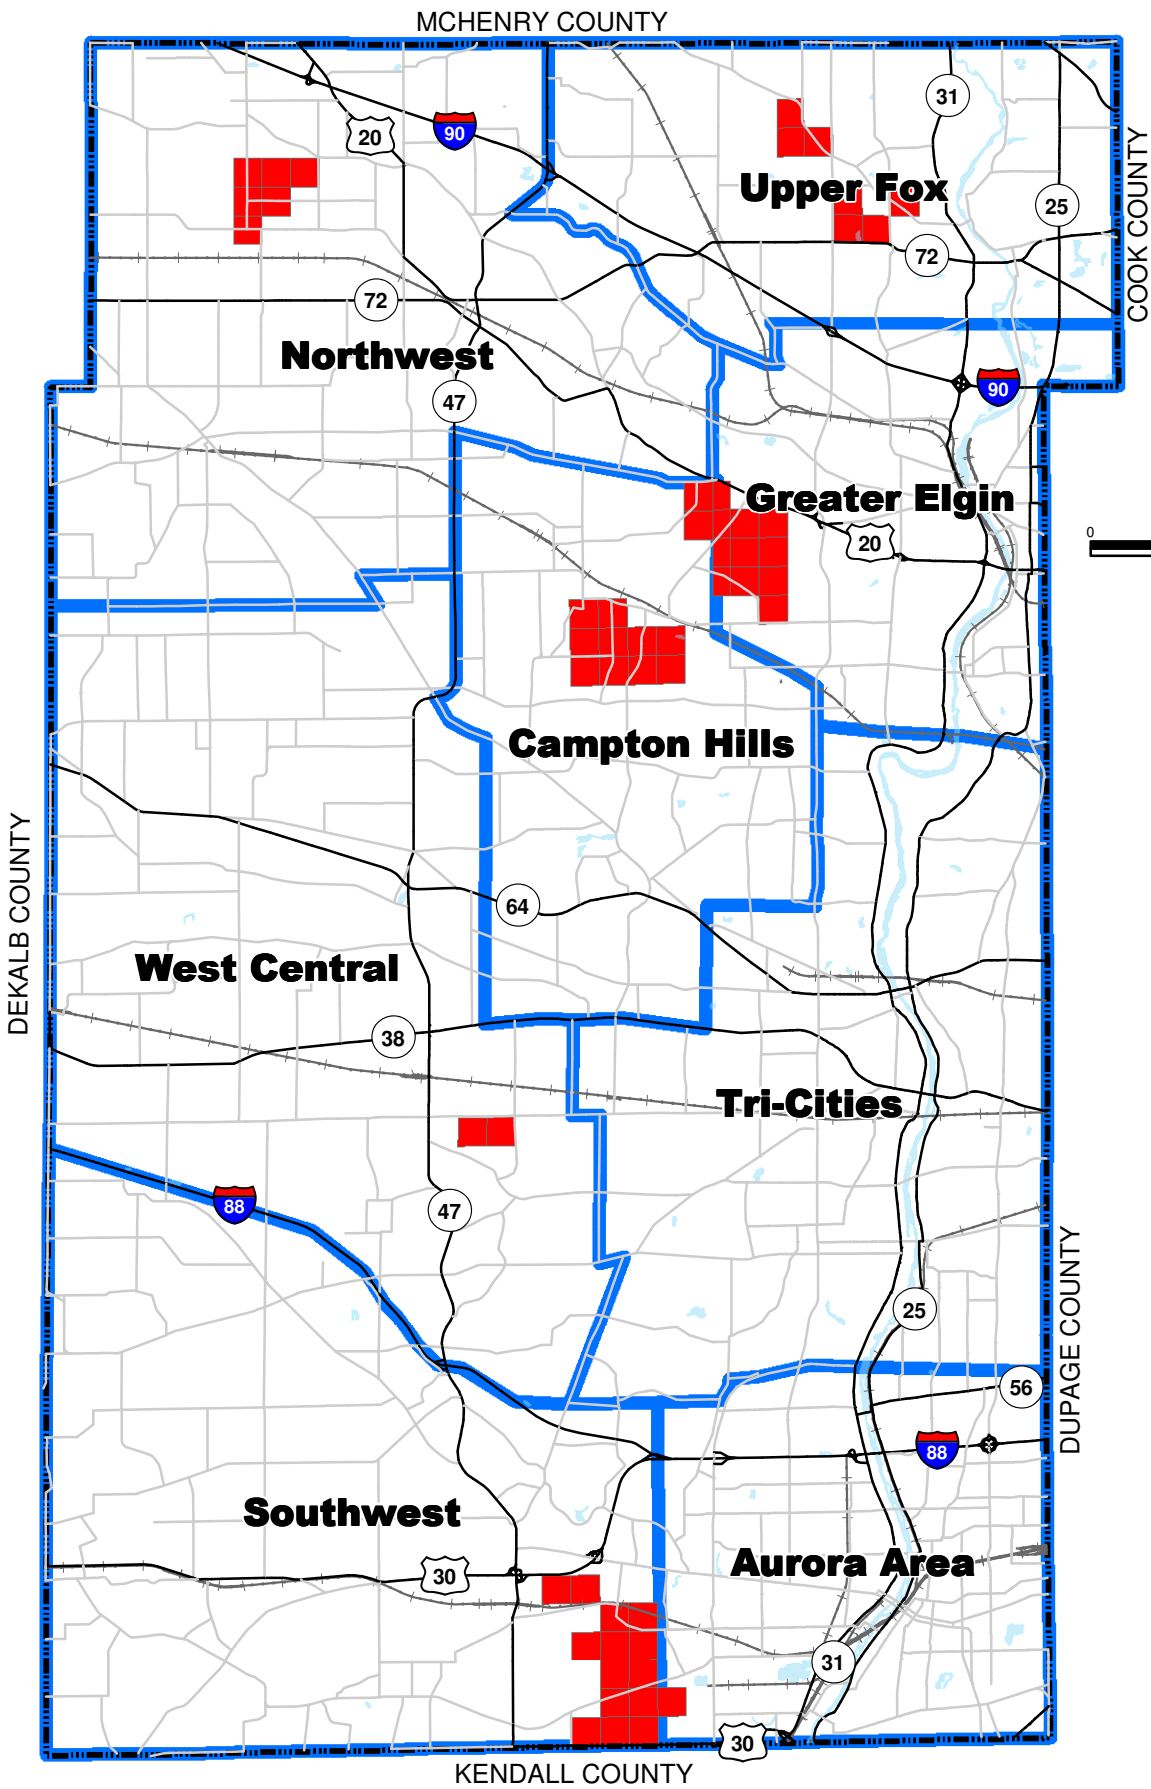 MCHENRY COUNTY
31
20
90
Upper Fox
25
COOK COUNTY
72
72
Northwest
90
47
Greater Elgin
20
0
Campton Hills
DEKALB COUNTY
64
West Central
38
Tri-Cities
88
47
25
DUPAGE COUNTY
56
88
Southwest
Aurora Area
30
31
30
KENDALL COUNTY